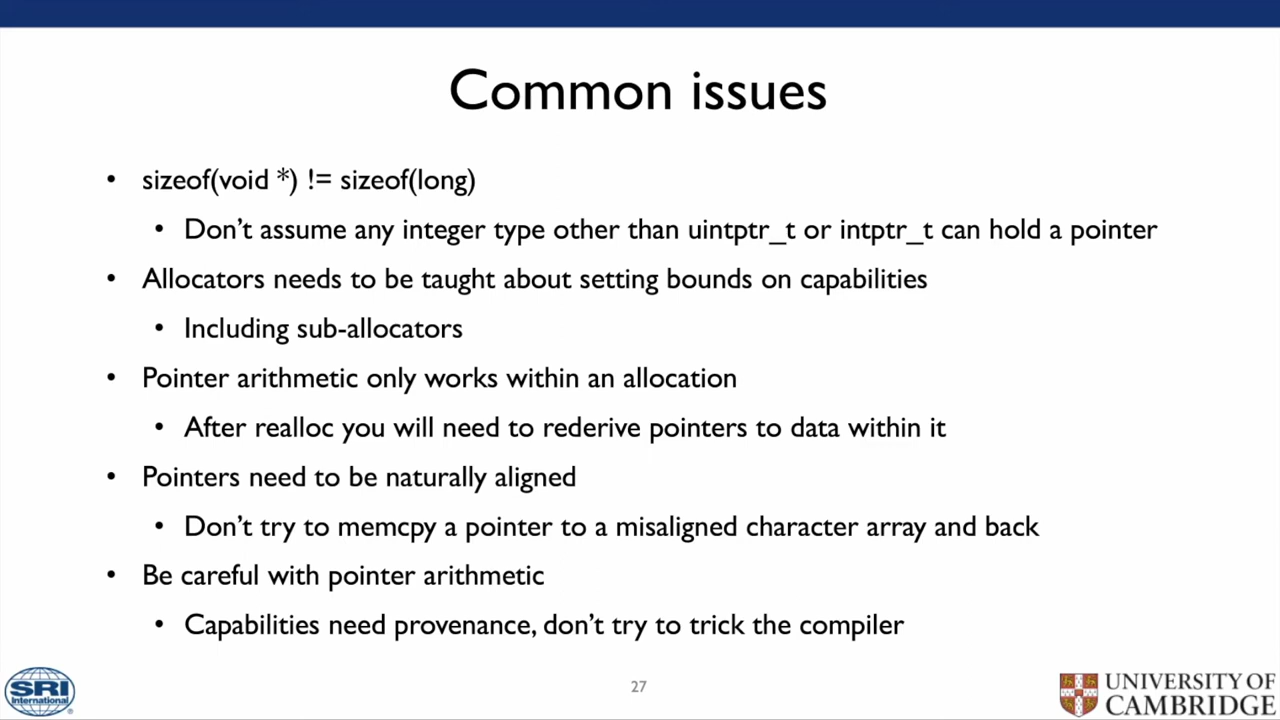 Common issues
• sizeof(void *) != sizeof(long)
• Don’t assume any integer type other than uintptr_t or intptr_t can hold a pointer
• Allocators needs to be taught about setting bounds on capabilities
• Including sub-allocators
• Pointer arithmetic only works within an allocation
• After realloc you will need to rederive pointers to data within it
• Pointers need to be naturally aligned
• Don’t try to memcpy a pointer to a misaligned character array and back
• Be careful with pointer arithmetic
• Capabilities need provenance, don’t try to trick the compiler
SRI
International®
27
UNIVERSITY OF
CAMBRIDGE